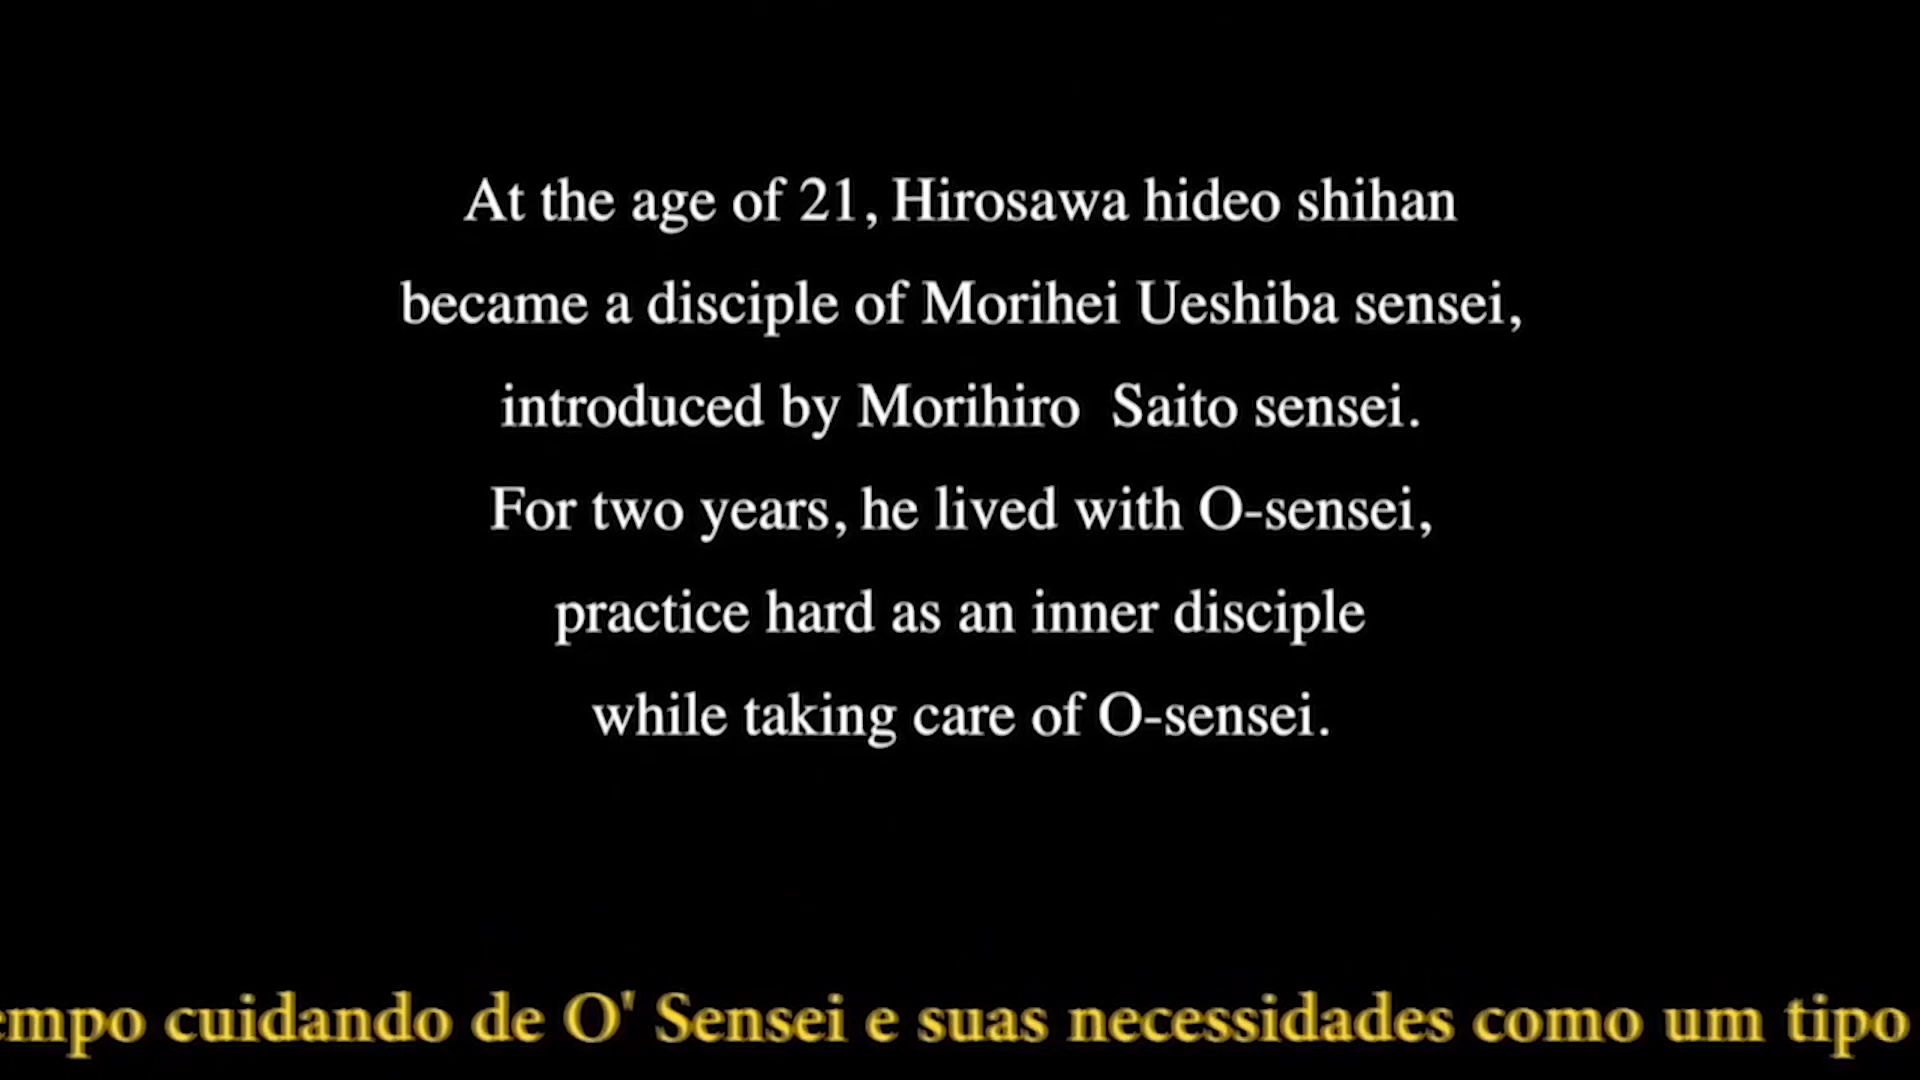 At the age of 21, Hirosawa hideo shihan
became a disciple of Morihei Ueshiba sensei,
introduced by Morihiro  Saito sensei.
For two years, he lived with O-sensei,
practice hard as an inner disciple
while taking care of O-sensei.
cuidando de O' Sensei e suas necessidades como um tipo